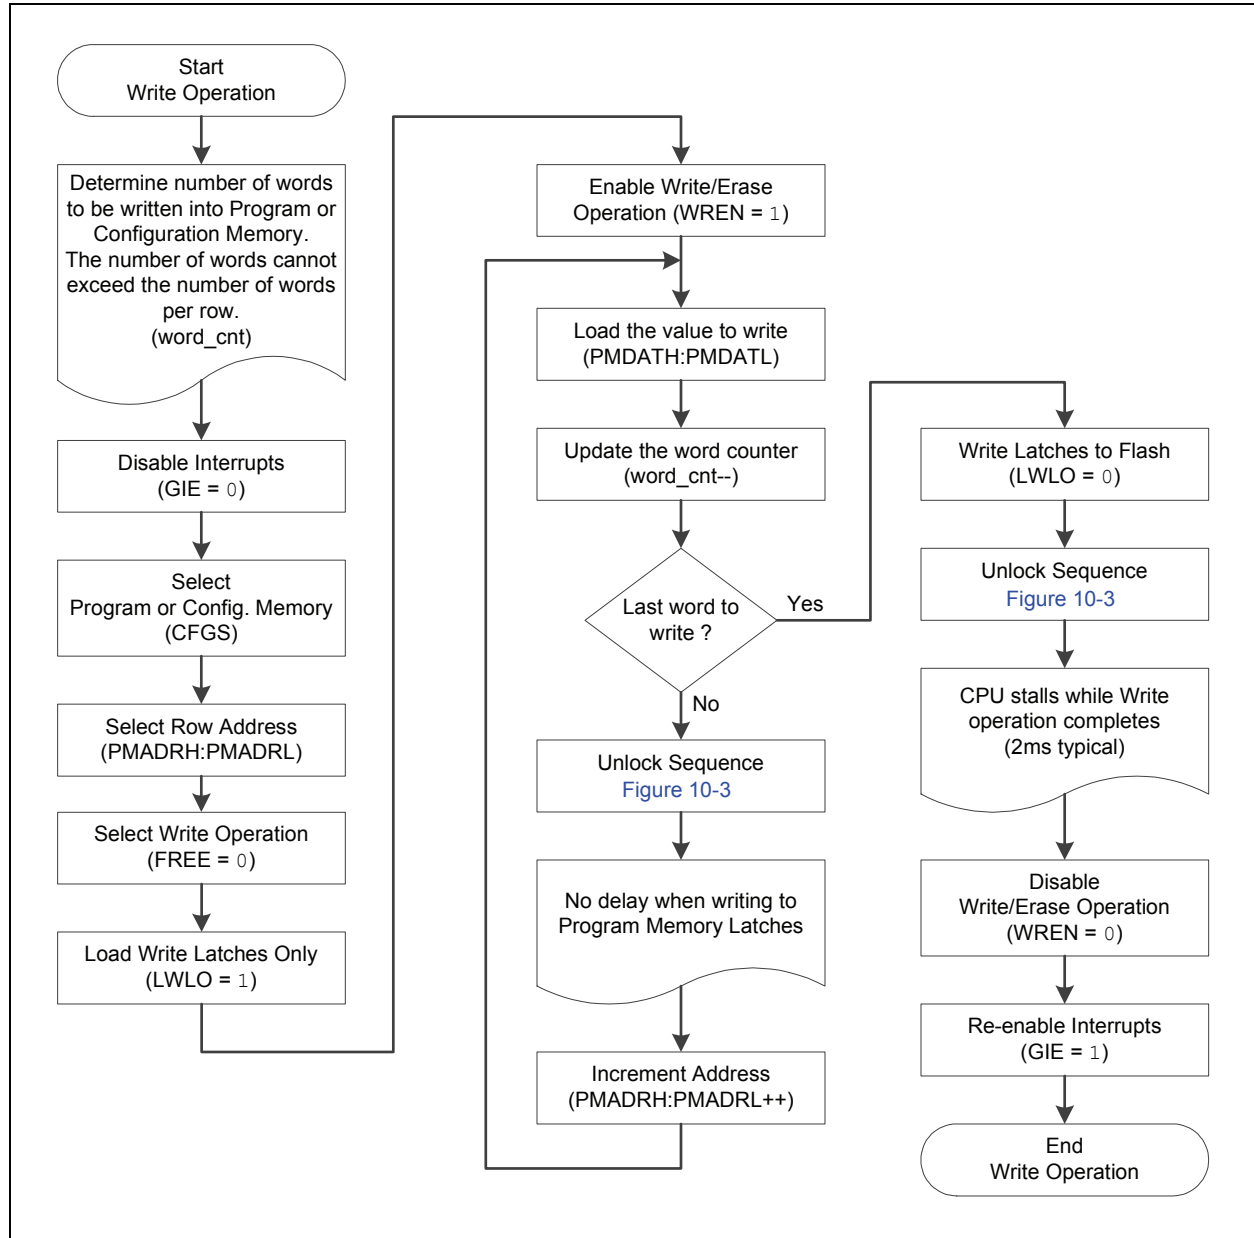 Start
Write Operation
Determine number of words
to be written into Program or
Configuration Memory.
The number of words cannot
exceed the number of words
per row.
(word_cnt)
Disable Interrupts
(GIE = 0)
Select
Program or Config. Memory
(CFGS)
Select Row Address
(PMADRH:PMADRL)
Select Write Operation
(FREE = 0)
Load Write Latches Only
(LWLO = 1)
Enable Write/Erase
Operation (WREN = 1)
Load the value to write
(PMDATH:PMDATL)
Update the word counter
(word_cnt--)
Last word to
write ?
Yes
No
Unlock Sequence
Figure 10-3
No delay when writing to
Program Memory Latches
Increment Address
(PMADRH:PMADRL++)
Write Latches to Flash
(LWLO = 0)
Unlock Sequence
Figure 10-3
CPU stalls while Write
operation completes
(2ms typical)
Disable
Write/Erase Operation
(WREN = 0)
Re-enable Interrupts
(GIE = 1)
End
Write Operation